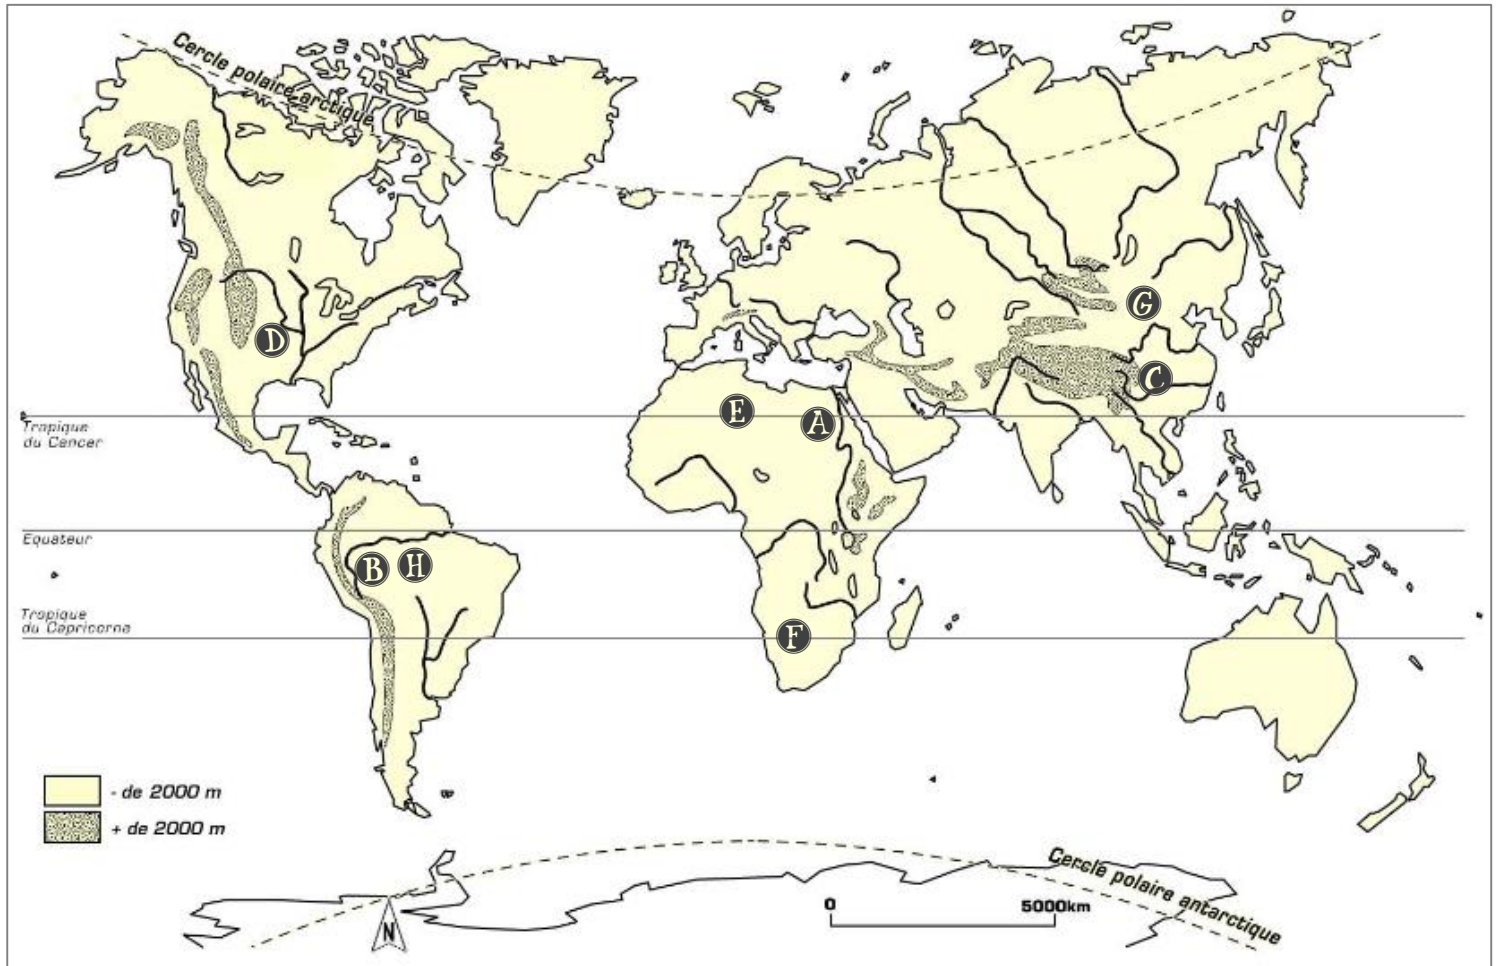 Cercle polaire arctique
G
D
C
E
A
Tropique
du Cancer
Equateur
B
H
Tropique
du Capricorne
F
- de 2000 m
+ de 2000 m
Cercle polaire antarctique
0
5000km
N